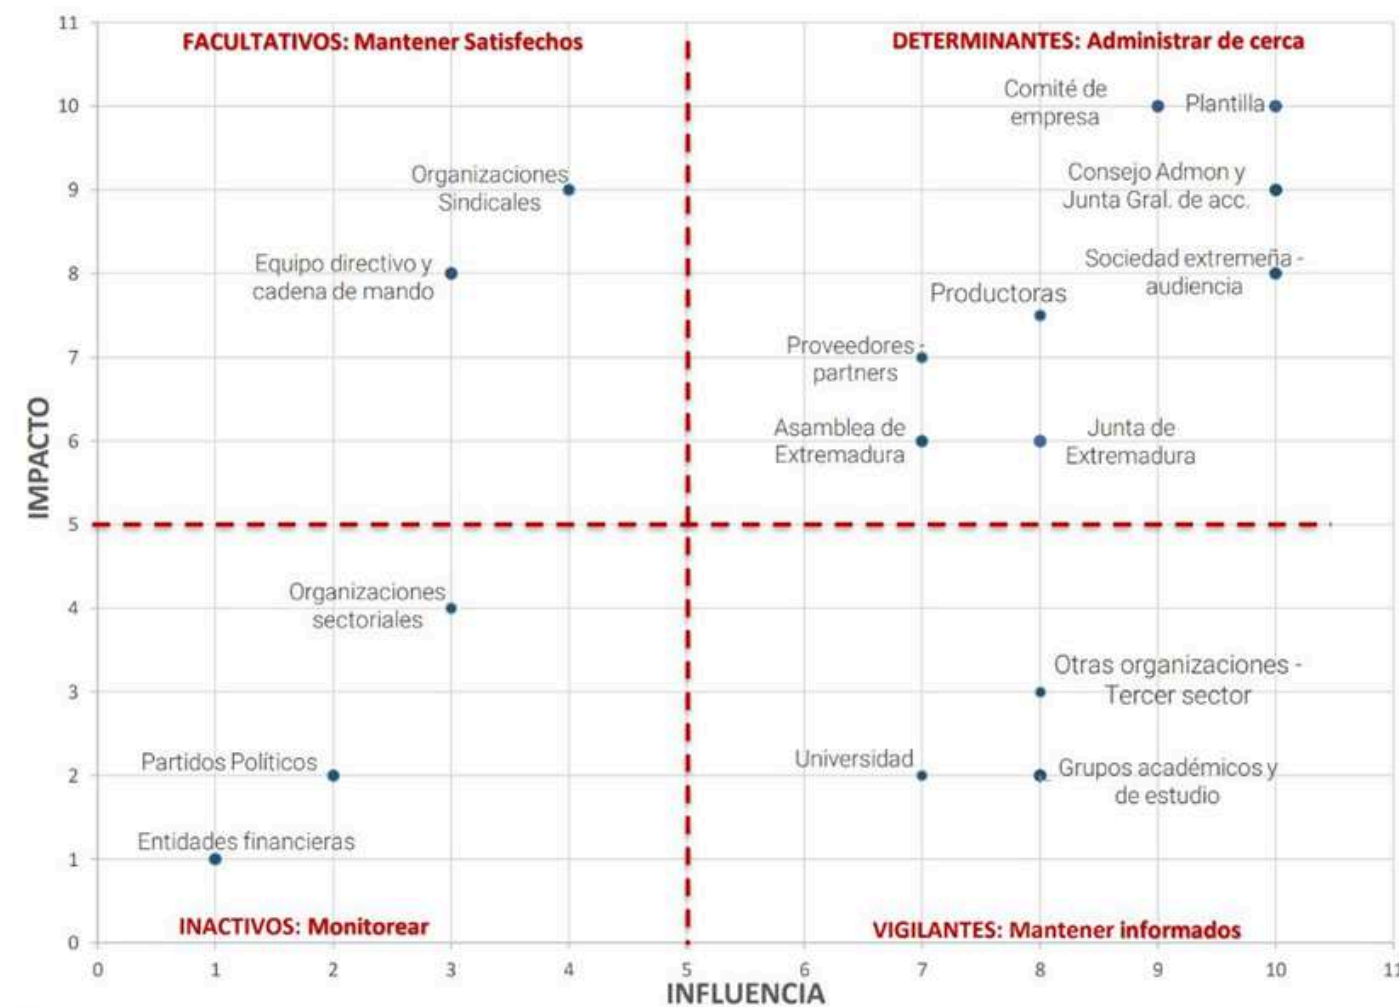 FACULTATIVOS: Mantener Satisfechos
DETERMINANTES: Administrar de cerca
Comité de
empresa
Plantilla
Organizaciones
Sindicales
Consejo Admon y
Junta Gral. de acc.
Equipo directivo y
cadena de mando
Sociedad extremeña -
audiencia
Productoras
Proveedores -
partners
Asamblea de
Extremadura
Junta de
Extremadura
Organizaciones
sectoriales
Otras organizaciones -
Tercer sector
Partidos Políticos
Universidad
Grupos académicos y
de estudio
Entidades financieras
INACTIVOS: Monitorear
VIGILANTES: Mantener informados
IMPACTO
11
10
9
8
7
6
5
4
3
2
1
0
0 1 2 3 4 5 6 7 8 9 10 11
INFLUENCIA